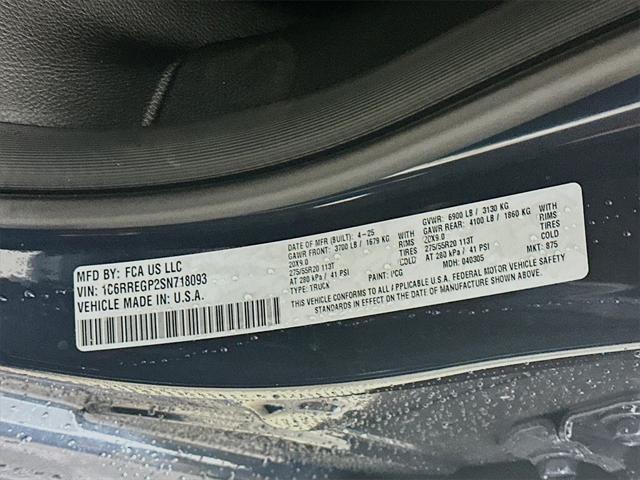 MFD BY: FCA US LLC
VIN: 1C6RREGP2SN718093
VEHICLE MADE IN U.S.A.
DATE OF MFR (BUILT): 4-25
GAWR FRONT: 3700 LB / 1679 KG WITH
20X9.0 RIMS
275/55R20 113T TIRES
AT 280 kPa / 41 PSI COLD
TYPE: TRUCK PCG
GVWR: 6900 LB / 3130 KG
GAWR REAR: 4100 LB / 1860 KG WITH
20X9.0 RIMS
275/55R20 113T TIRES
AT 280 kPa / 41 PSI COLD
MDH: 040305 MKT: 875
THIS VEHICLE CONFORMS TO ALL APPLICABLE U.S.A. FEDERAL MOTOR VEHICLE SAFETY
STANDARDS IN EFFECT ON THE DATE OF MANUFACTURE SHOWN ABOVE.